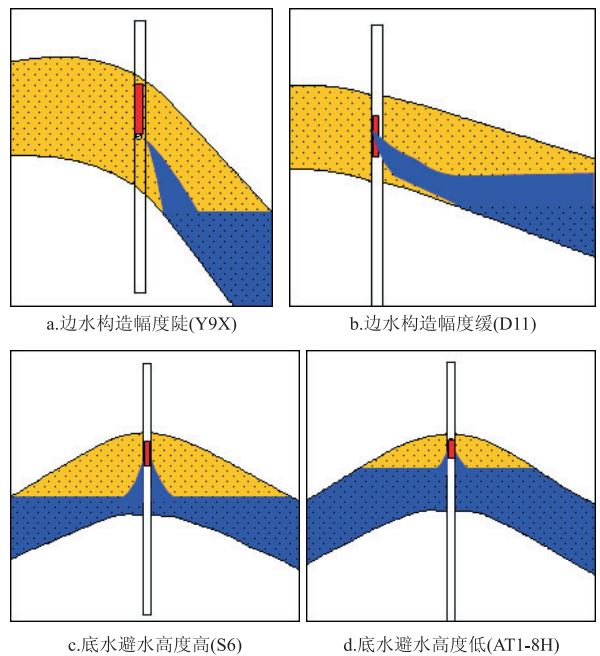 a.边水构造幅度陡(Y9X)
b.边水构造幅度缓(D11)
c.底水避水高度高(S6)
d.底水避水高度低(AT1-8H)